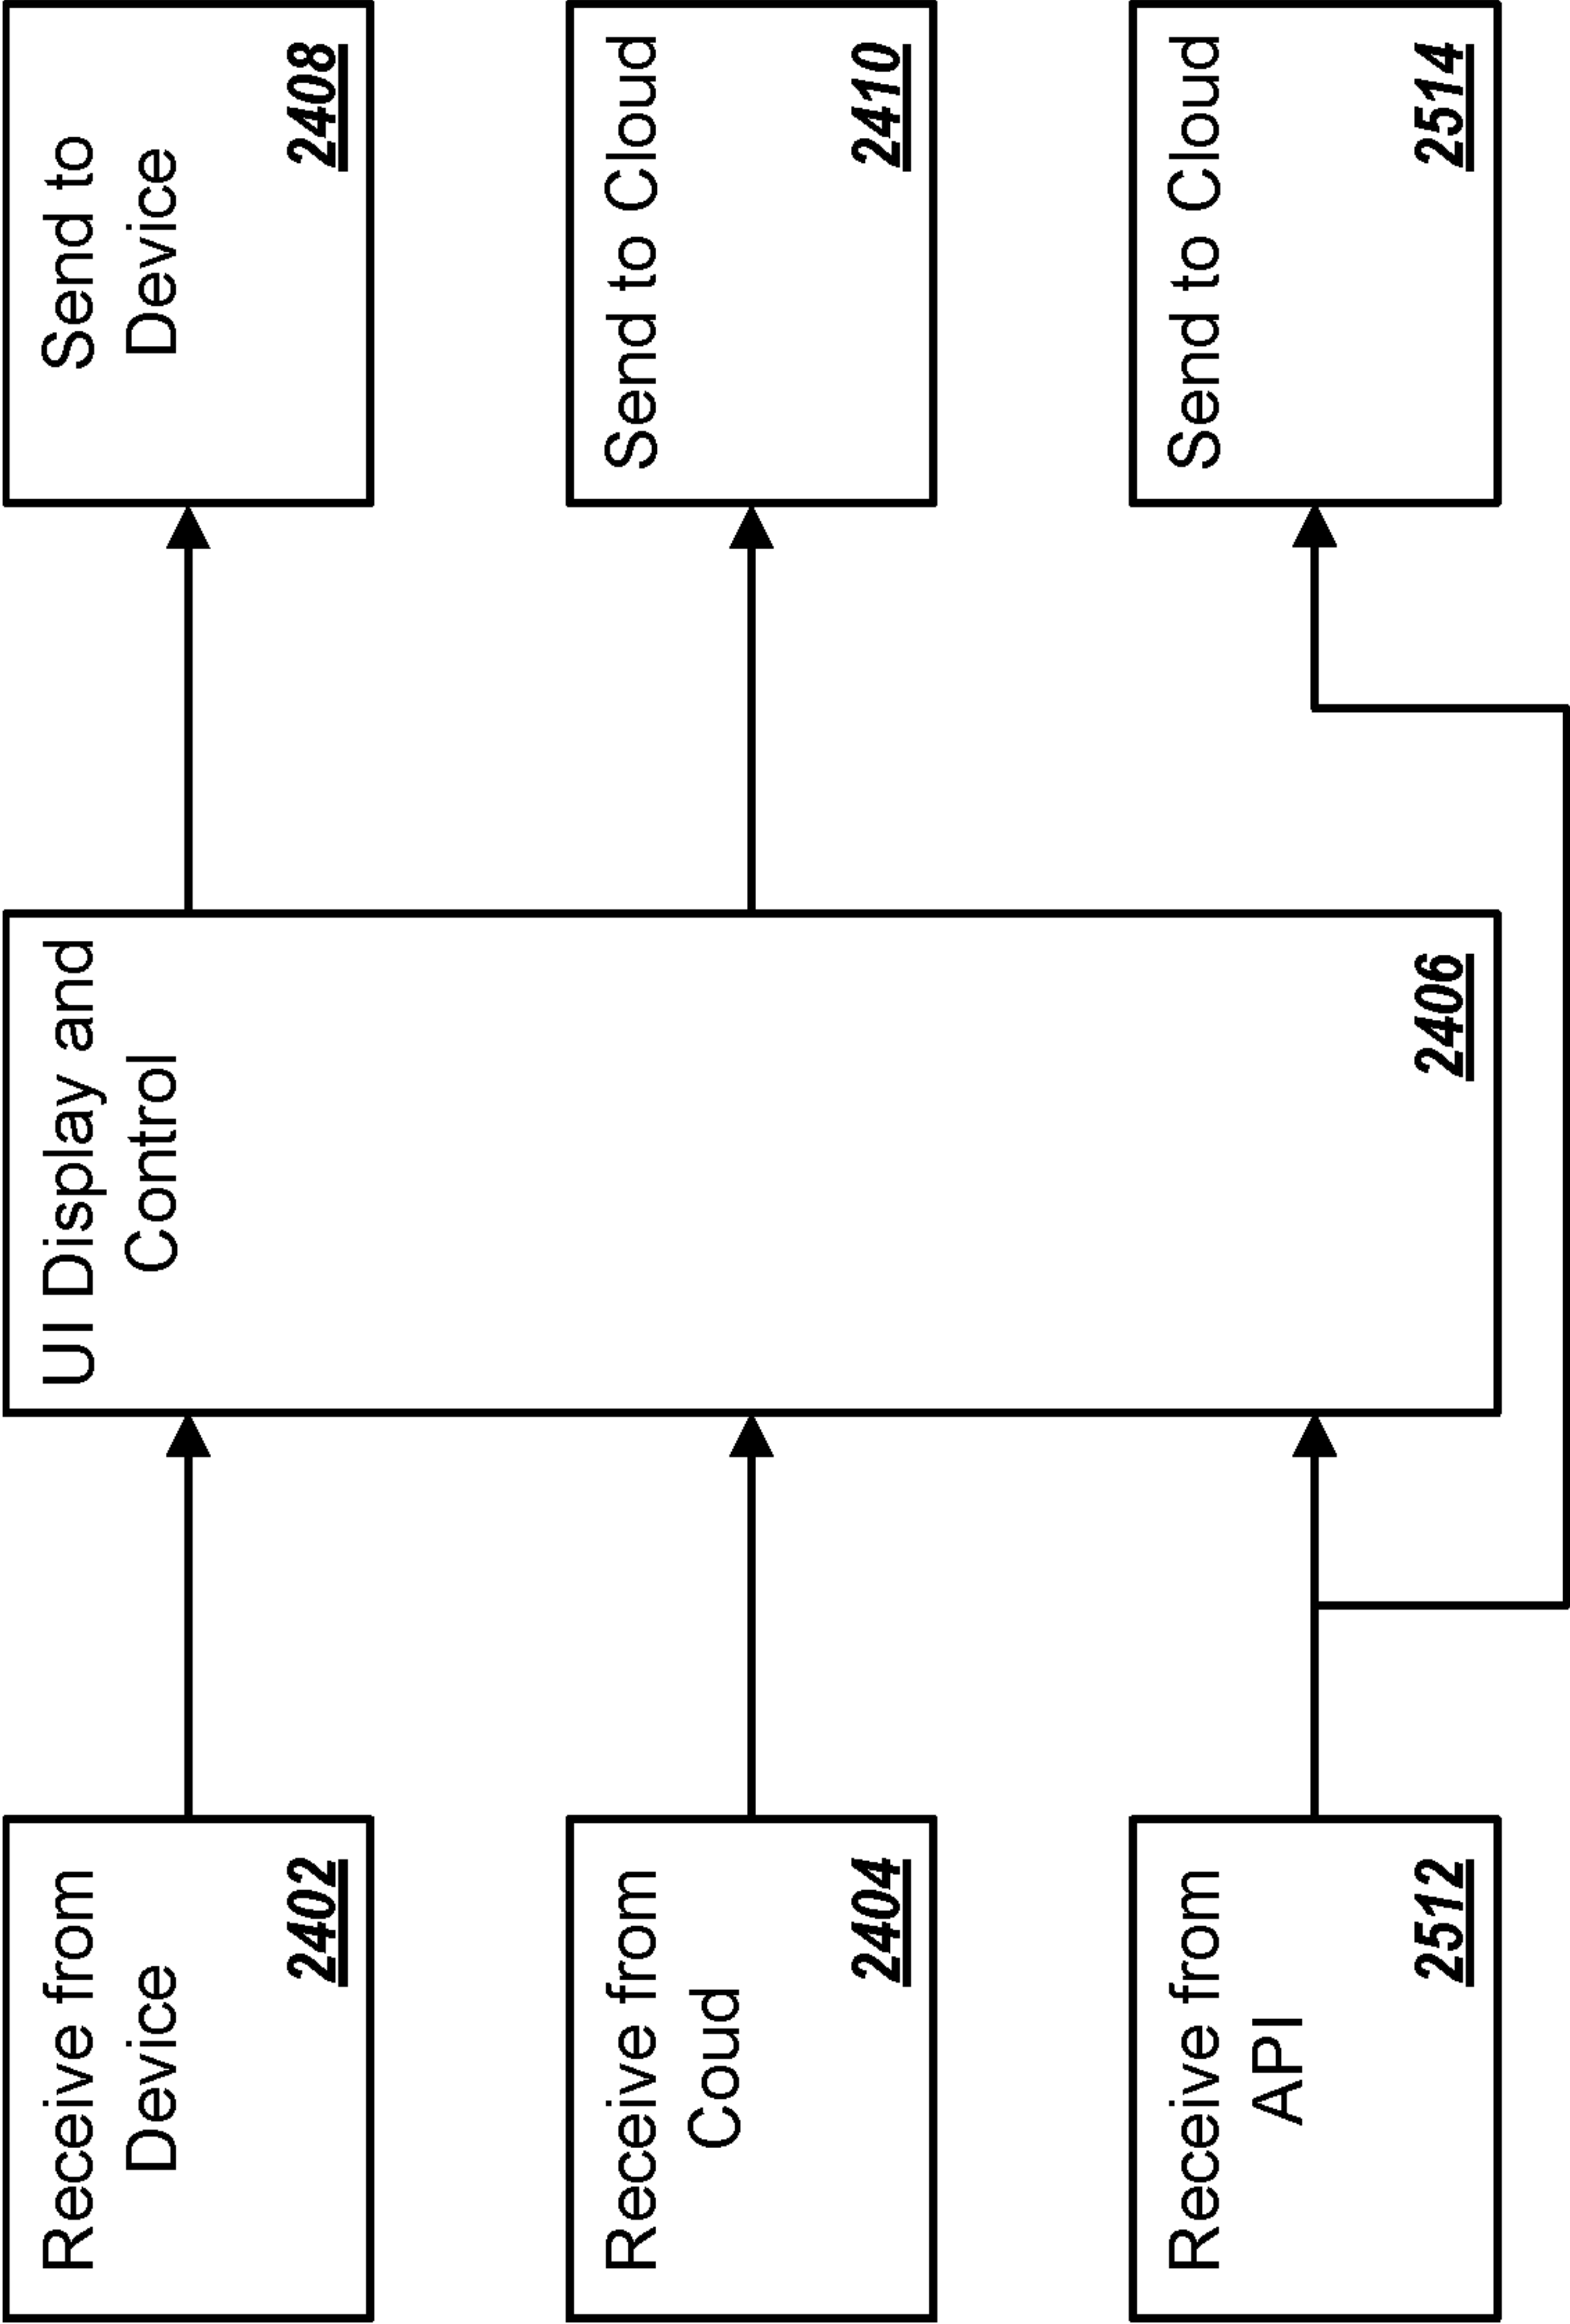 Receive from
Device
2402
Receive from
Coud
2404
Receive from
API
2512
UI Display and
Control
2406
Send to
Device
2408
Send to Cloud
2410
Send to Cloud
2514